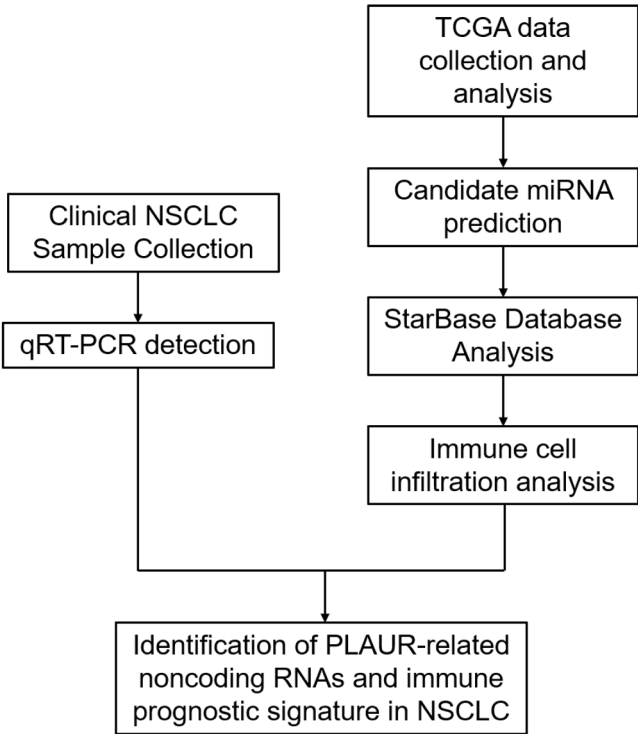 TCGA data
collection and
analysis
Candidate miRNA
prediction
Clinical NSCLC
Sample Collection
StarBase Database
Analysis
qRT-PCR detection
Immune cell
infiltration analysis
Identification of PLAUR-related
noncoding RNAs and immune
prognostic signature in NSCLC